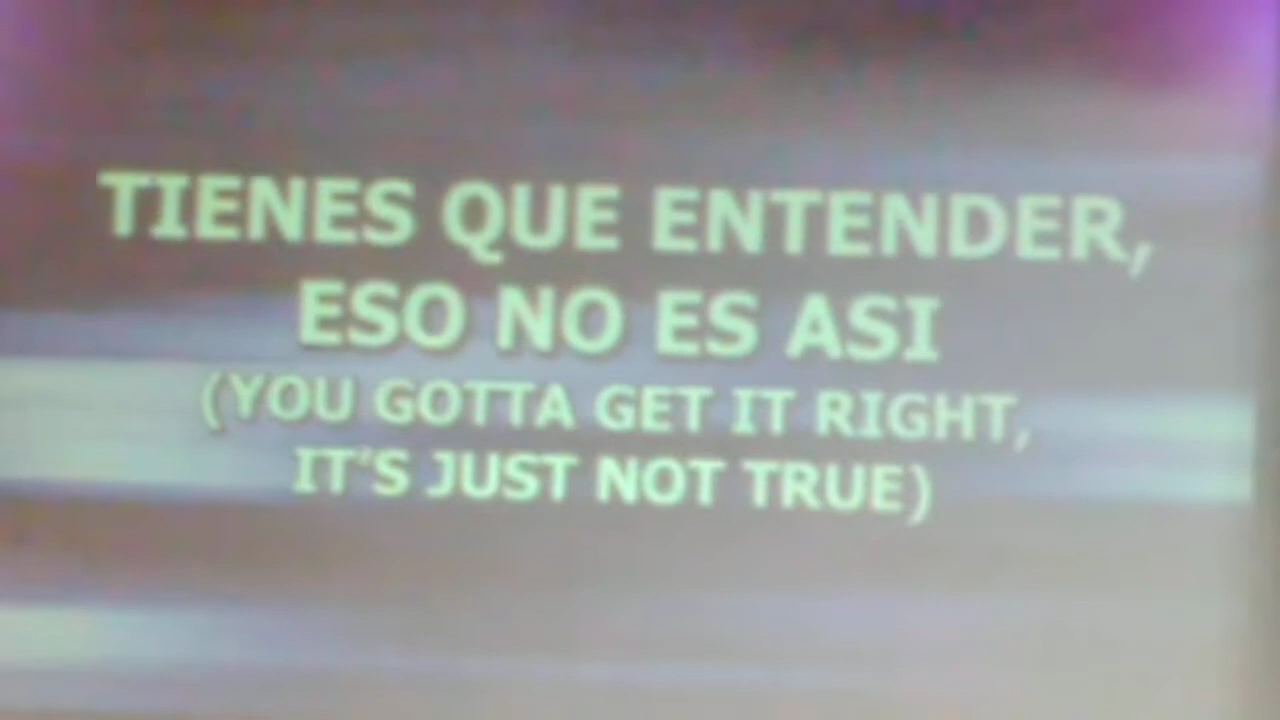 TIENES QUE ENTENDER,
ESO NO ES ASI
(YOU GOTTA GET IT RIGHT,
IT'S JUST NOT TRUE)